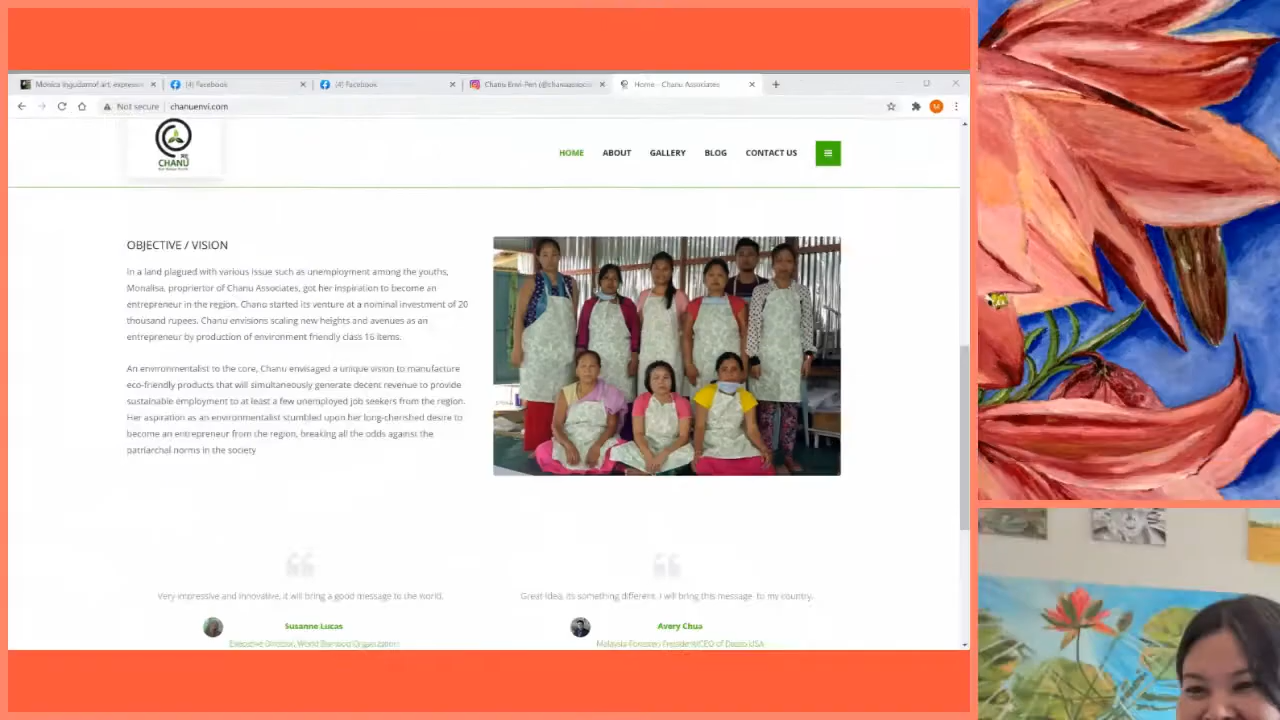 Monica Ingudamof art: express
(4) Facebook
(4) Facebook
Chanu Envi-Pen (@chanuassoci
Home - Chanu Associates
Not secure
chanuenvi.com
M
CHANU
HOME
ABOUT
GALLERY
BLOG
CONTACT US
OBJECTIVE / VISION
In a land plagued with various issue such as unemployment among the youths,
Monalisa, propriertor of Chanu Associates, got her inspiration to become an
entrepreneur in the region. Chanu started its venture at a nominal investment of 20
thousand rupees. Chanu envisions scaling new heights and avenues as an
entrepreneur by production of environment friendly class 16 items.
An environmentalist to the core, Chanu envisaged a unique vision to manufacture
eco-friendly products that will simultaneously generate decent revenue to provide
sustainable employment to at least a few unemployed job seekers from the region.
Her aspiration as an environmentalist stumbled upon her long-cherished desire to
become an entrepreneur from the region, breaking all the odds against the
patriarchal norms in the society
Very impressive and innovative, it will bring a good message to the world.
Great Idea, its something different. I will bring this message to my country.
Susanne Lucas
Avery Chua
Executive Director, World Bamboo Organization